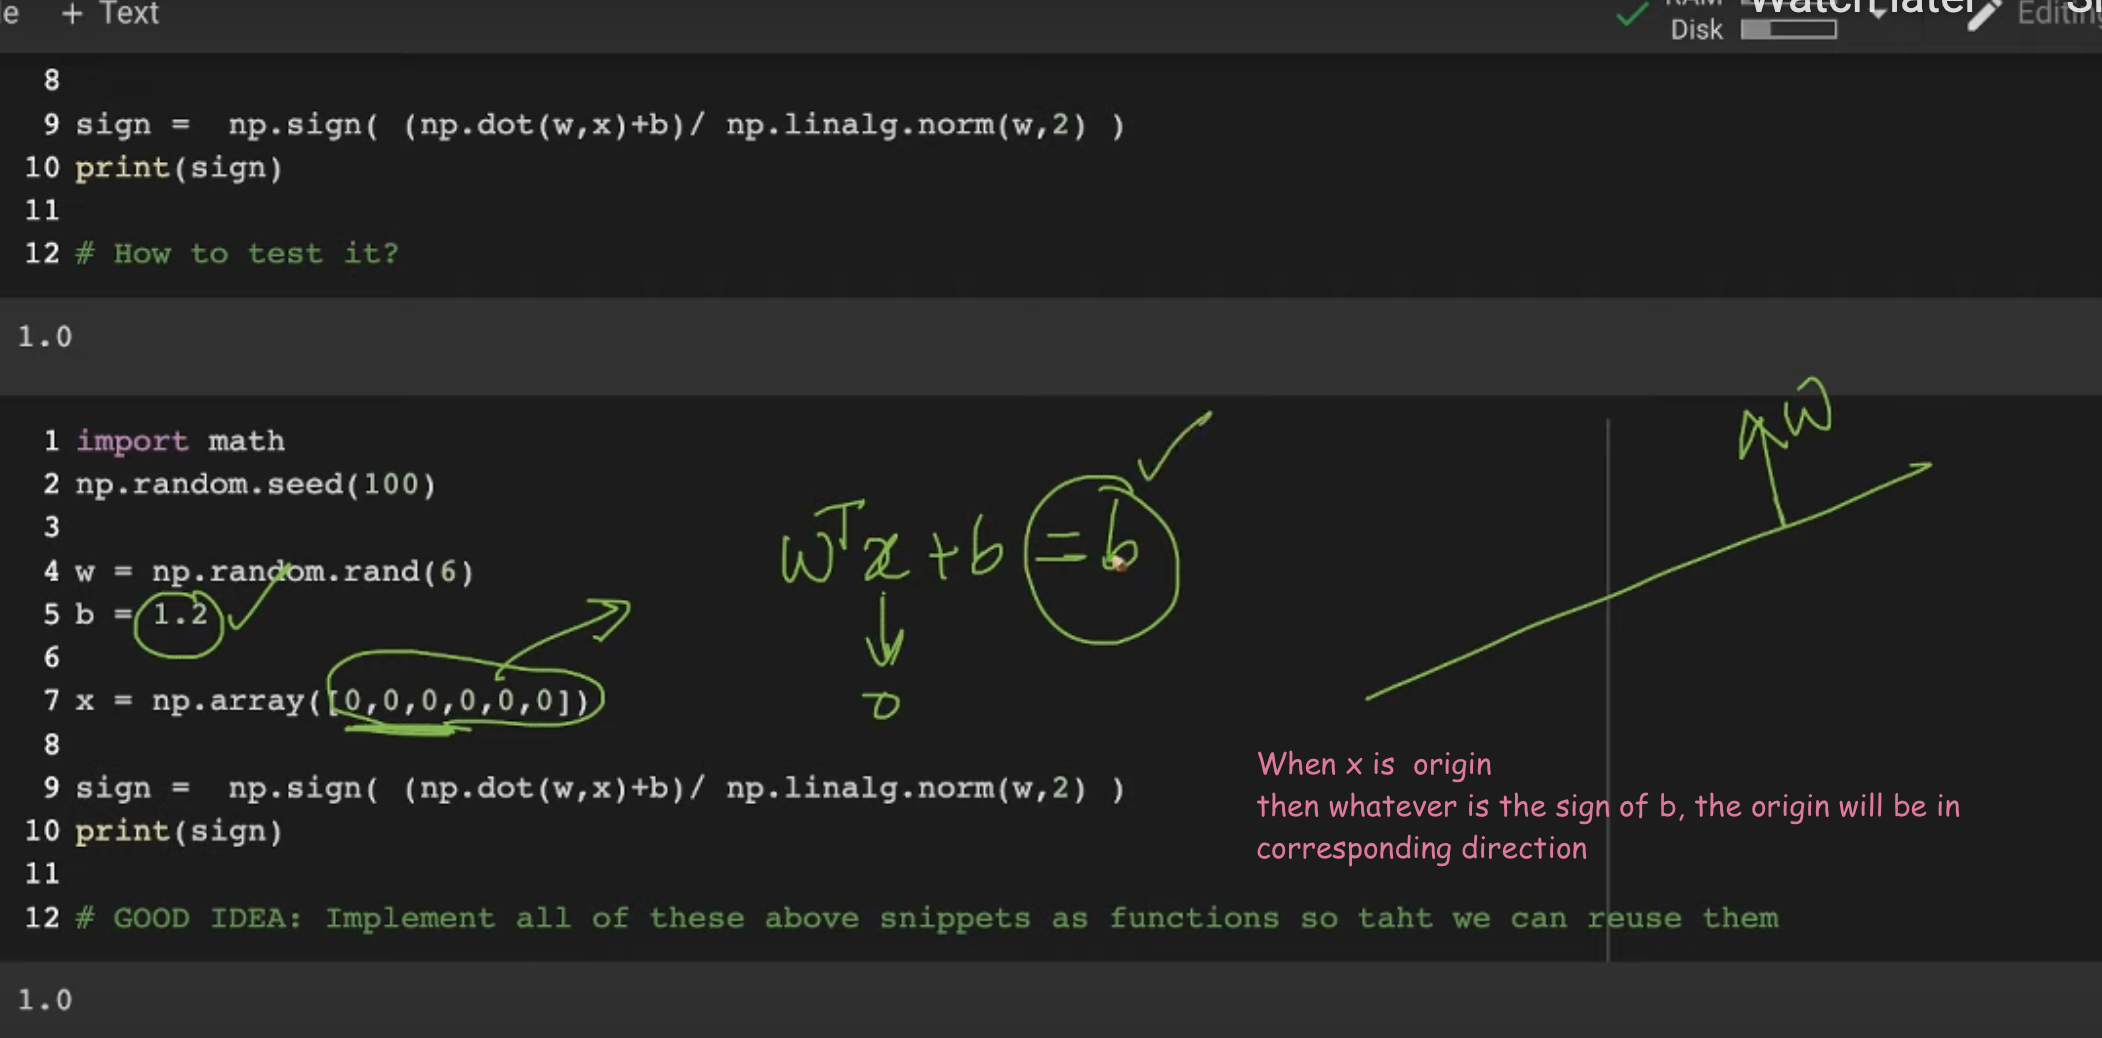 e + Text
RAM
Disk
Watch later
Editing
8
9 sign =  np.sign( (np.dot(w,x)+b)/ np.linalg.norm(w,2) )
10 print(sign)
11
12 # How to test it?
1.0
1 import math
2 np.random.seed(100)
3
4 w = np.random.rand(6)
5 b = 1.2
6
7 x = np.array([0,0,0,0,0,0])
8
9 sign =  np.sign( (np.dot(w,x)+b)/ np.linalg.norm(w,2) )
10 print(sign)
11
12 # GOOD IDEA: Implement all of these above snippets as functions so taht we can reuse them
1.0
wᵀx + b = b
0
ŵ
When x is  origin
then whatever is the sign of b, the origin will be in
corresponding direction